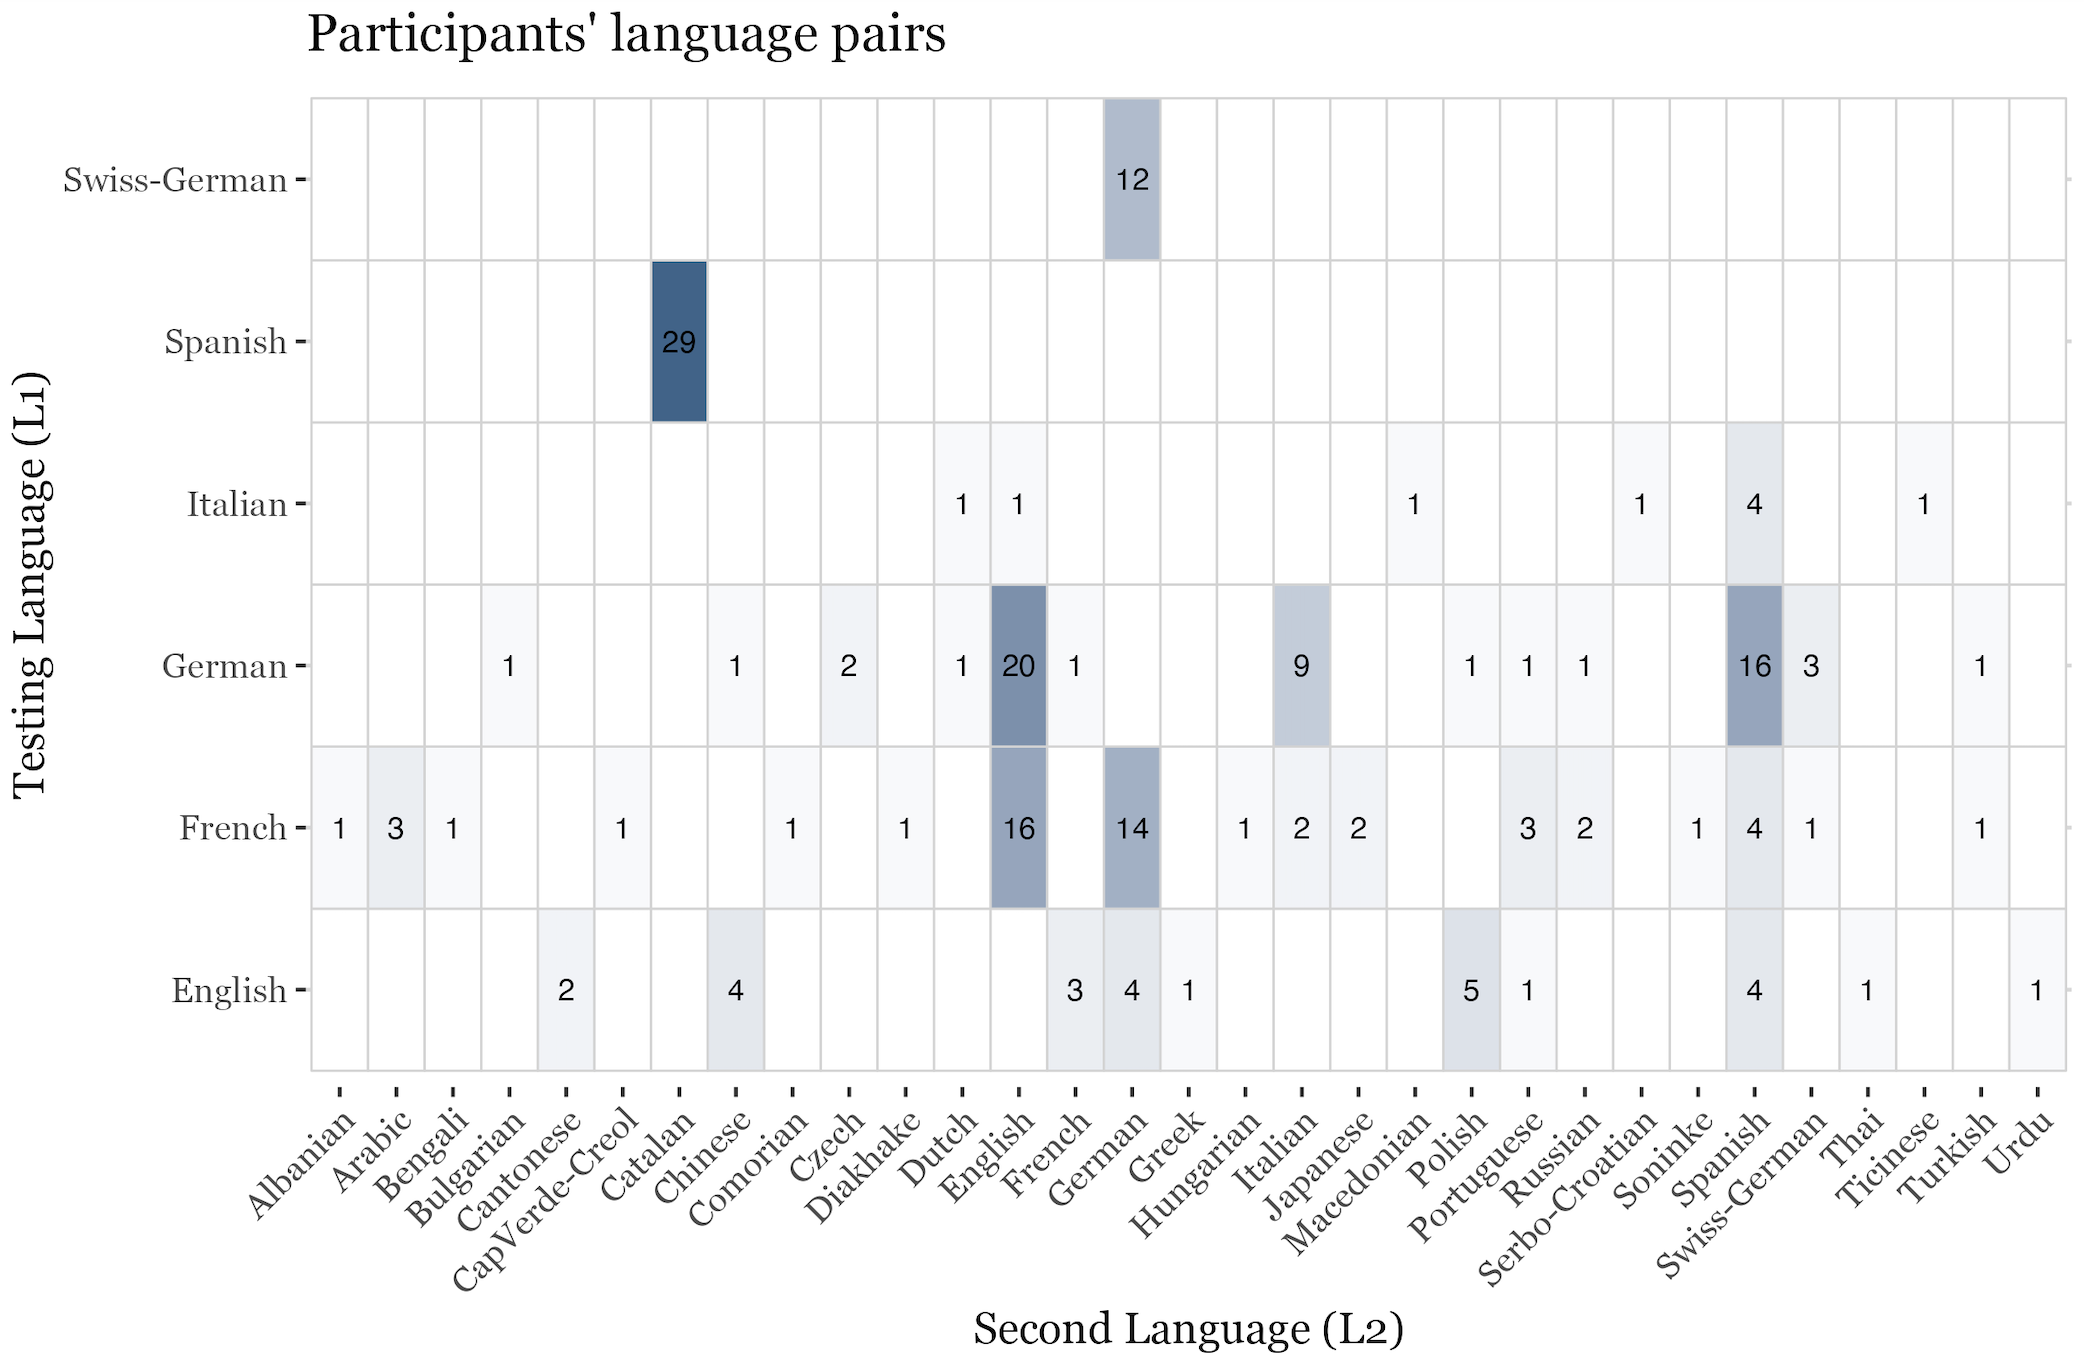 Participants' language pairs
Testing Language (L1)
Swiss-German
12
Spanish
29
Italian
1 1 1 1 4 1
German
1 1 2 1 20 1 9 1 1 1 16 3 1
French
1 3 1 1 1 1 16 14 1 2 2 3 2 1 4 1 1
English
2 4 3 4 1 5 1 4 1 1
Albanian
Arabic
Bengali
Bulgarian
Cantonese
CapVerde-Creol
Catalan
Chinese
Comorian
Czech
Diakhake
Dutch
English
French
German
Greek
Hungarian
Italian
Japanese
Macedonian
Polish
Portuguese
Russian
Serbo-Croatian
Soninke
Spanish
Swiss-German
Thai
Ticinese
Turkish
Urdu
Second Language (L2)